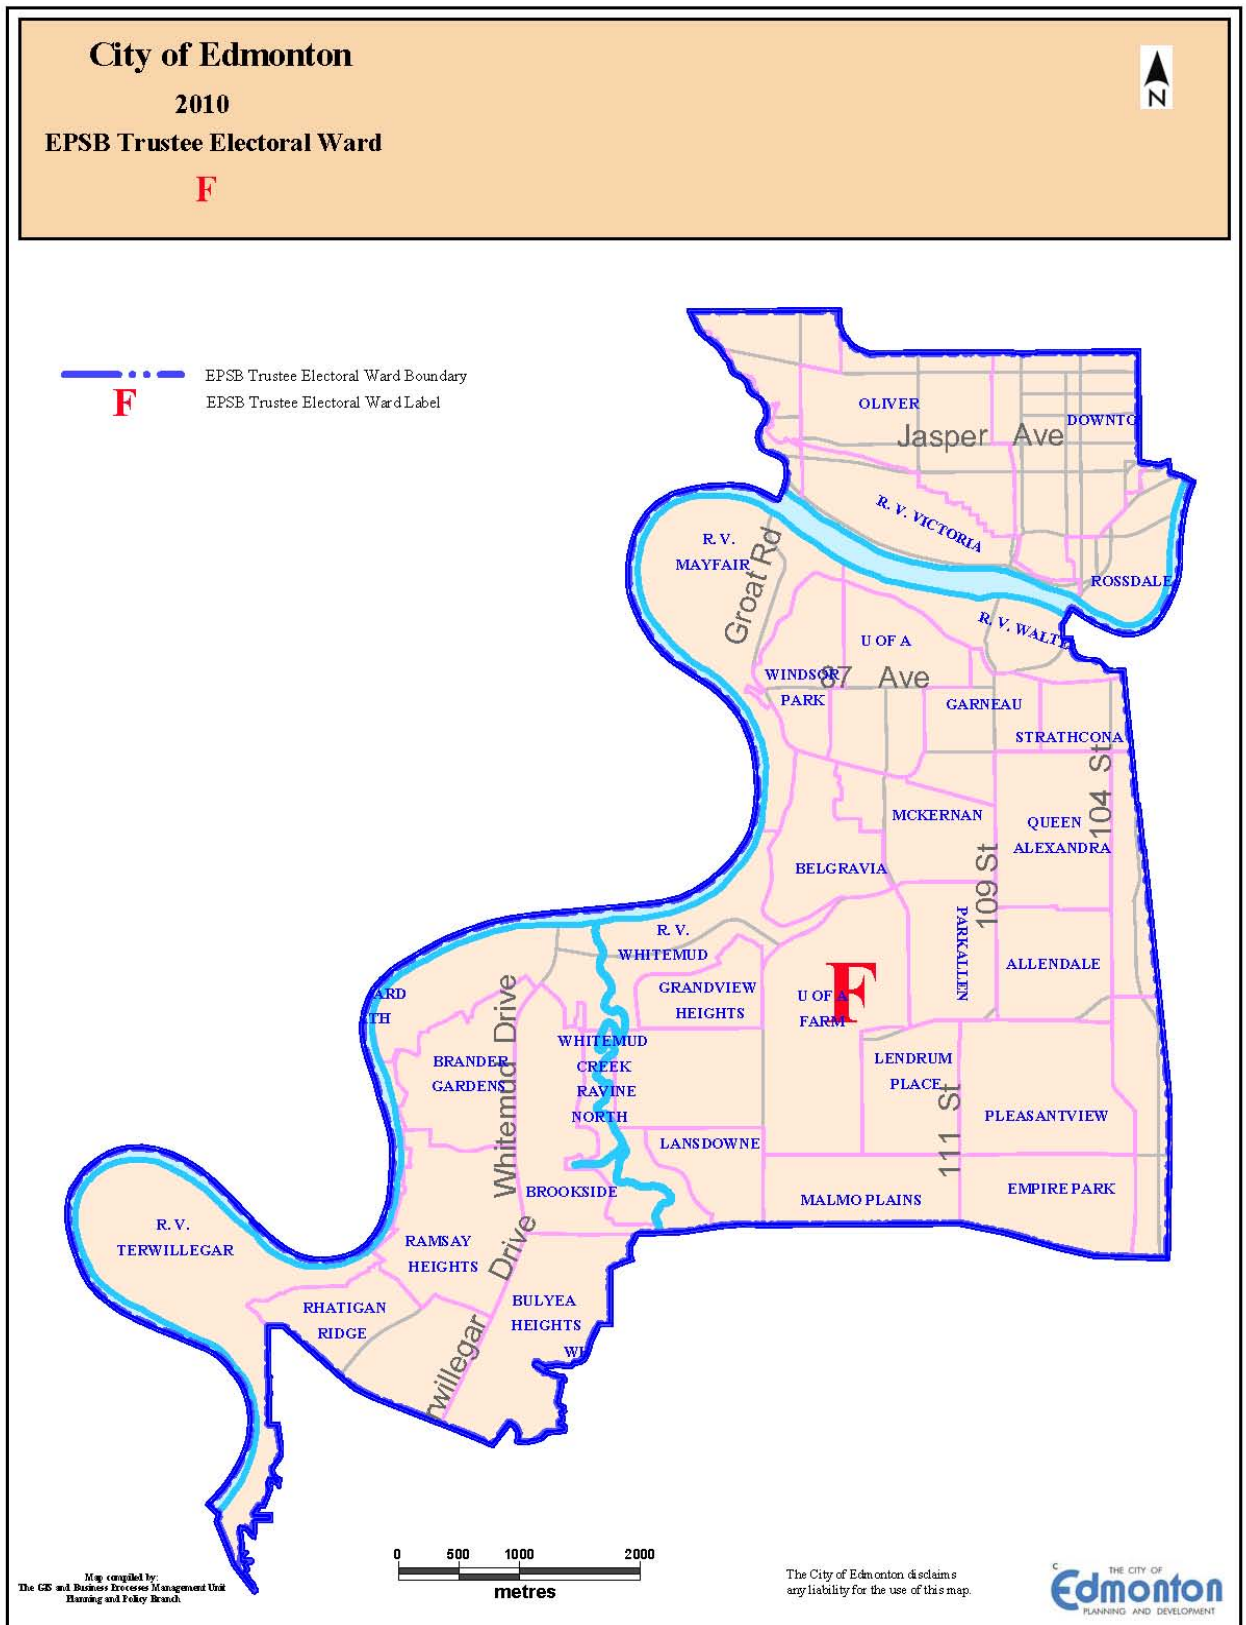 City of Edmonton
2010
EPSB Trustee Electoral Ward
F
N
EPSB Trustee Electoral Ward Boundary
F
EPSB Trustee Electoral Ward Label
OLIVER
DOWNTO
Jasper Ave
R. V. VICTORIA
R. V.
MAYFAIR
Groat Rd
ROSSDALE
R. V. WALTE
U OF A
WINDSOR
PARK
87 Ave
GARNEAU
STRATHCONA
104 St
MCKERNAN
QUEEN
ALEXANDRA
BELGRAVIA
109 St
PARKALLEN
R. V.
WHITEMUD
ALLENDALE
F
GRANDVIEW
HEIGHTS
U OF A
FARM
ARD
TH
Whitemud Drive
WHITEMUD
CREEK
RAVINE
NORTH
BRANDER
GARDENS
LENDRUM
PLACE
111 St
PLEASANTVIEW
LANSDOWNE
BROOKSIDE
MALMO PLAINS
EMPIRE PARK
R. V.
TERWILLEGAR
RAMSAY
HEIGHTS
rwillegar Drive
RHATIGAN
RIDGE
BULYEA
HEIGHTS
WH
0 500 1000 2000
metres
Map compiled by:
The GIS and Business Processes Management Unit
Planning and Policy Branch
The City of Edmonton disclaims
any liability for the use of this map.
c
THE CITY OF
Edmonton
PLANNING AND DEVELOPMENT